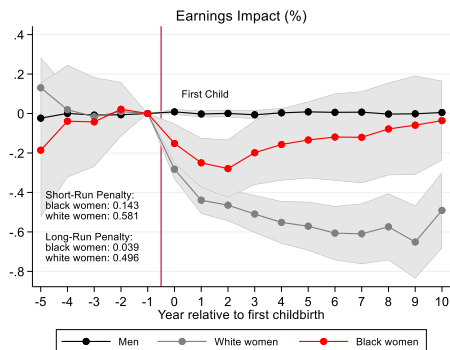 Earnings Impact (%)
.4
.2
0
-.2
-.4
-.6
-.8
First Child
Short-Run Penalty:
black women: 0.143
white women: 0.581
Long-Run Penalty:
black women: 0.039
white women: 0.496
-5 -4 -3 -2 -1 0 1 2 3 4 5 6 7 8 9 10
Year relative to first childbirth
Men White women Black women